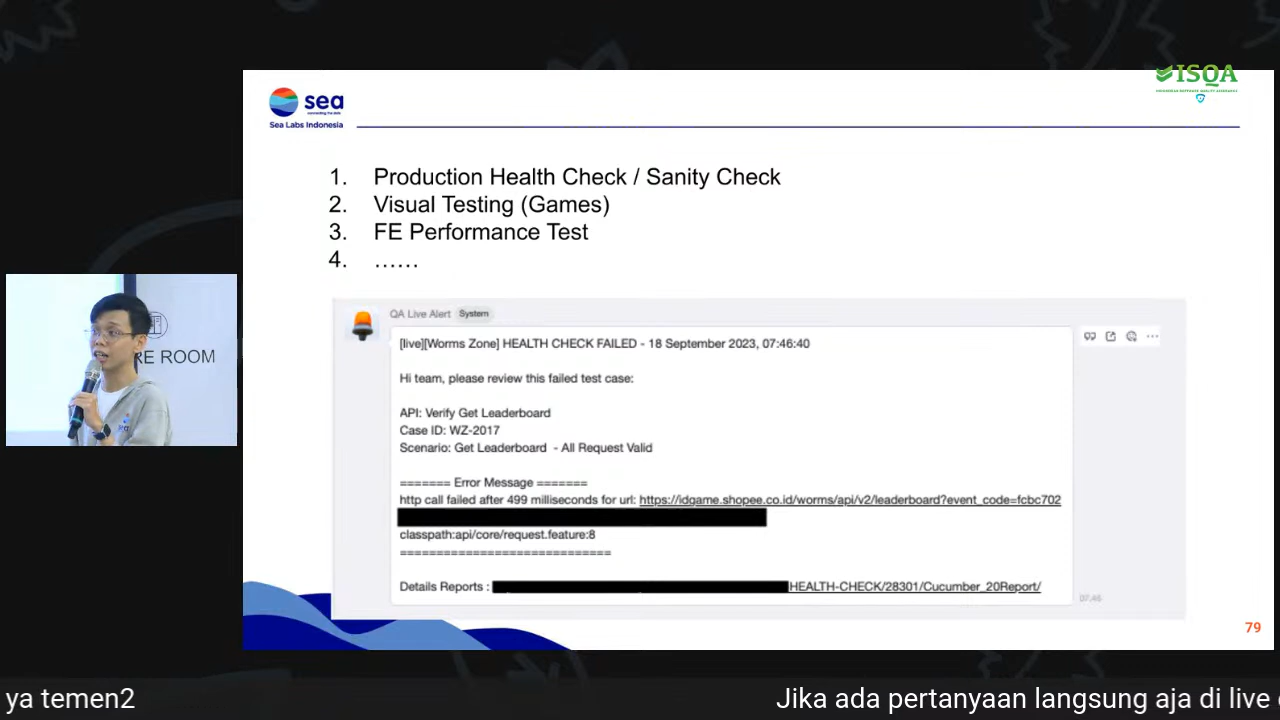 ISQA
sea
Sea Labs Indonesia
1. Production Health Check / Sanity Check
2. Visual Testing (Games)
3. FE Performance Test
4. ……
RE ROOM
QA Live Alert System
[live][Worms Zone] HEALTH CHECK FAILED - 18 September 2023, 07:46:40
Hi team, please review this failed test case:
API: Verify Get Leaderboard
Case ID: WZ-2017
Scenario: Get Leaderboard - All Request Valid
======= Error Message =======
http call failed after 499 milliseconds for url: https://idgame.shopee.co.id/worms/api/v2/leaderboard?event_code=fcbc702
classpath:api/core/request.feature:8
============================
Details Reports : HEALTH-CHECK/28301/Cucumber_20Report/
07:46
79
ya temen2 Jika ada pertanyaan langsung aja di live